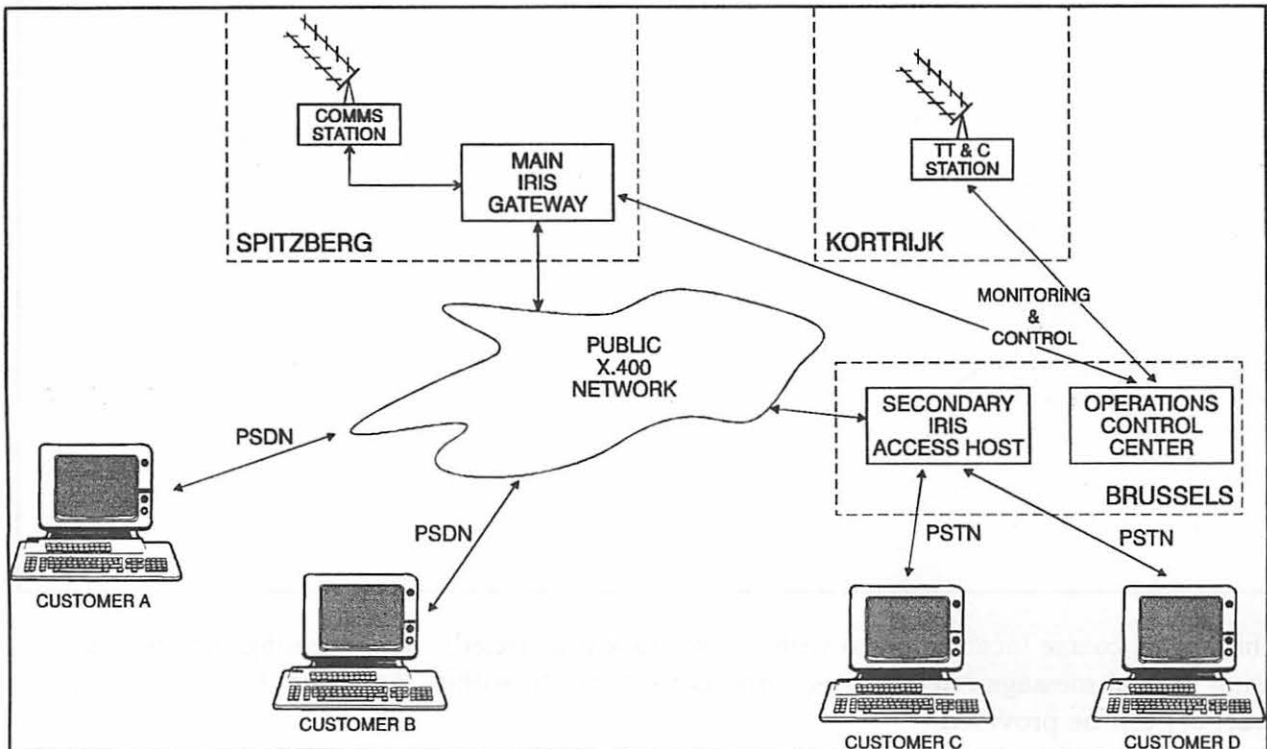 COMMS
STATION
MAIN
IRIS
GATEWAY
SPITZBERG
TT & C
STATION
KORTRIJK
MONITORING
&
CONTROL
PUBLIC
X.400
NETWORK
SECONDARY
IRIS
ACCESS HOST
OPERATIONS
CONTROL
CENTER
BRUSSELS
PSDN
PSDN
PSTN
PSTN
CUSTOMER A
CUSTOMER B
CUSTOMER C
CUSTOMER D